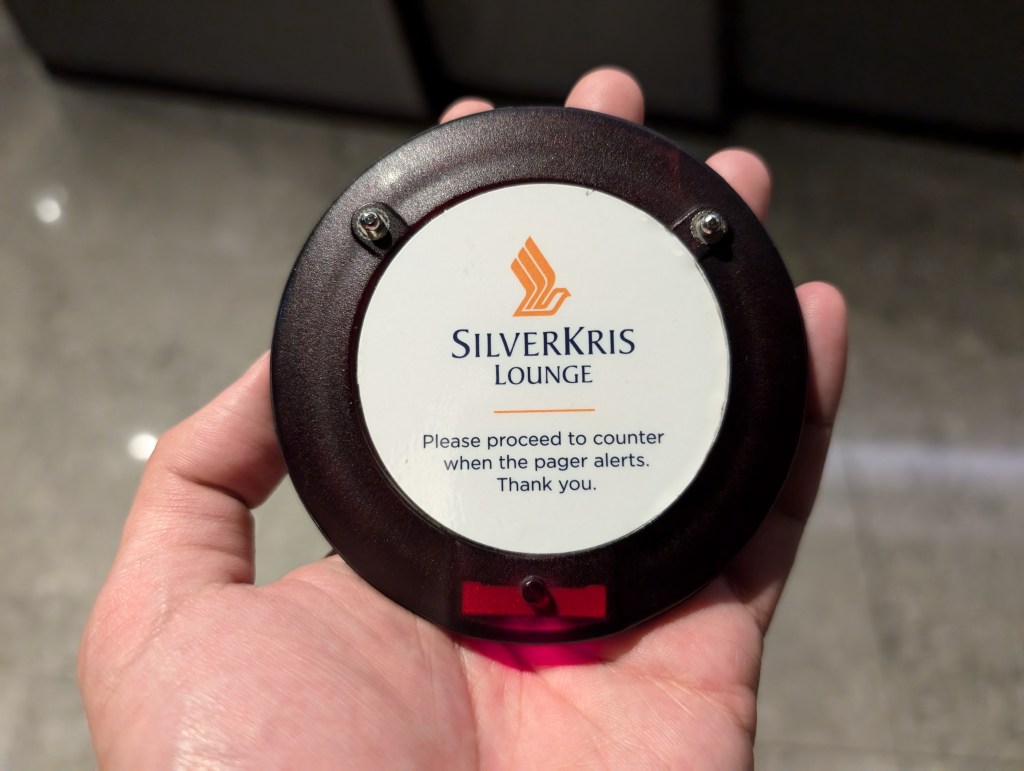 SILVERKRIS
LOUNGE
Please proceed to counter
when the pager alerts.
Thank you.